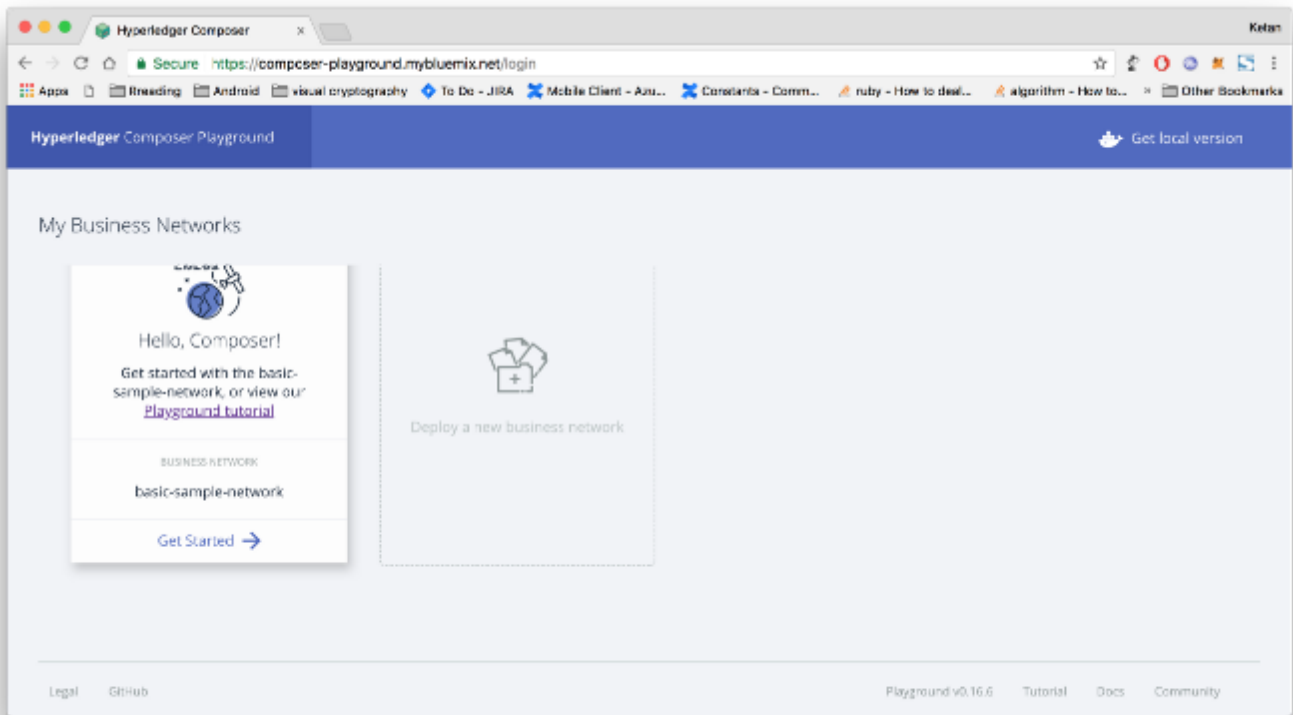 Hyperledger Composer
Ketan
Secure https://composer-playground.mybluemix.net/login
Apps Rreading Android visual cryptography To Do - JIRA Mobile Client - Azu... Constants - Comm... ruby - How to deal... algorithm - How to... » Other Bookmarks
Hyperledger Composer Playground
Get local version
My Business Networks
Hello, Composer!
Get started with the basic-
sample-network, or view our
Playground tutorial
BUSINESS NETWORK
basic-sample-network
Get Started
Deploy a new business network
Legal GitHub Playground v0.16.6 Tutorial Docs Community